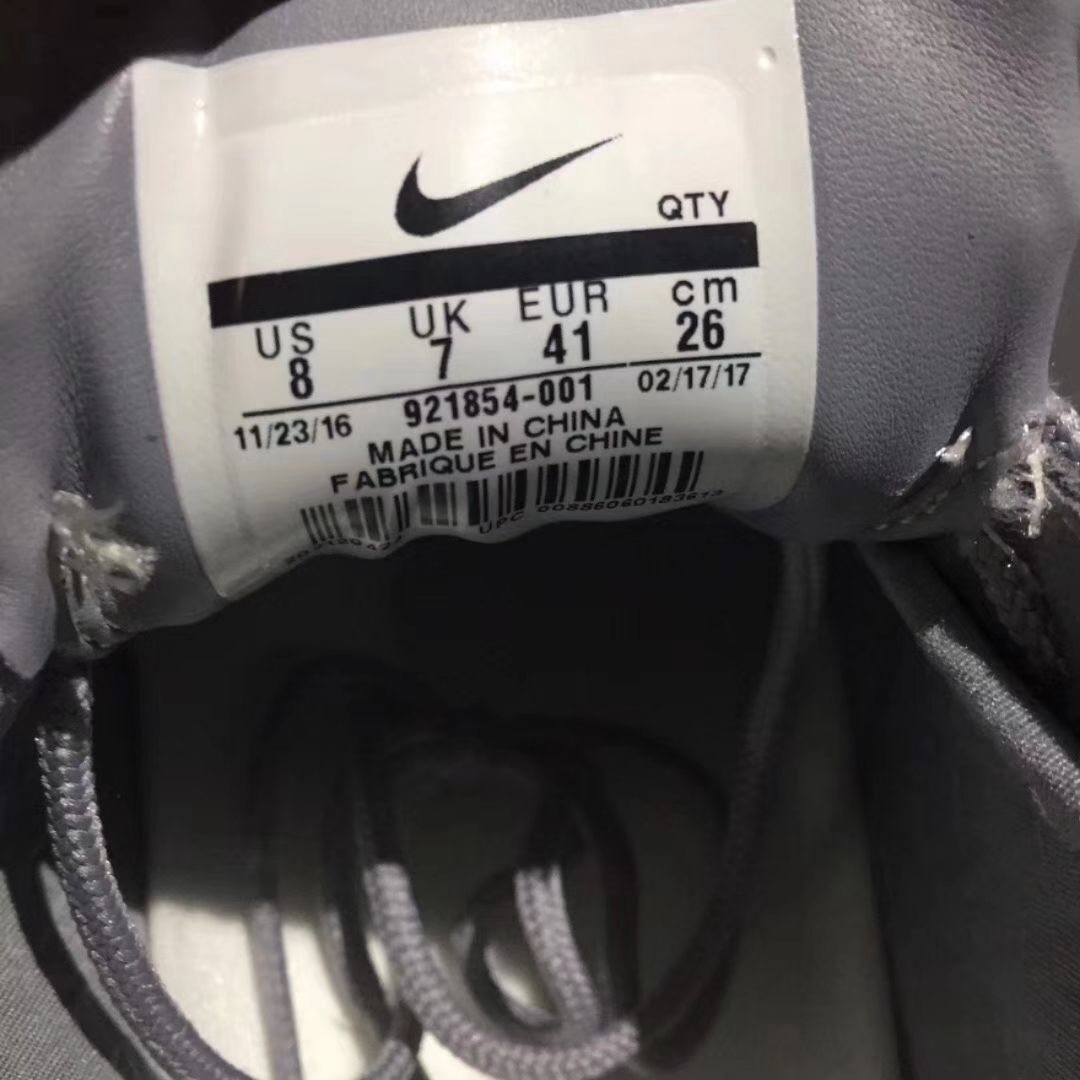 QTY
US UK EUR cm
8 7 41 26
11/23/16 921854-001 02/17/17
MADE IN CHINA
FABRIQUE EN CHINE
UPC 00886060183613